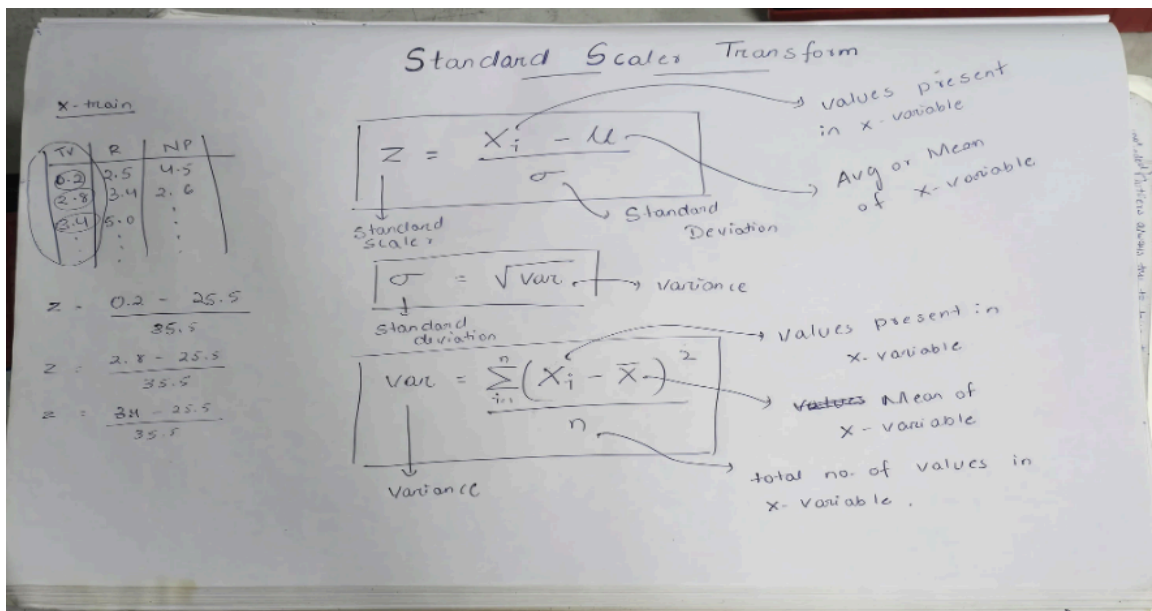 Standard Scaler Transform
X-train
TV R NP
0.2 2.5 4.5
2.8 3.4 2.6
3.4 5.0
Z = 0.2 - 25.5
35.5
Z = 2.8 - 25.5
35.5
Z = 34 - 25.5
35.5
Z = Xi - μ
σ
values present
in x-variable
Avg or Mean
of x-variable
Standard
Scaler
Standard
Deviation
σ = √var
variance
Standard
deviation
var = n Σ i=1 (Xi - X̄)²
n
Variance
Values present in
x-variable
values Mean of
x-variable
total no. of values in
x-variable.